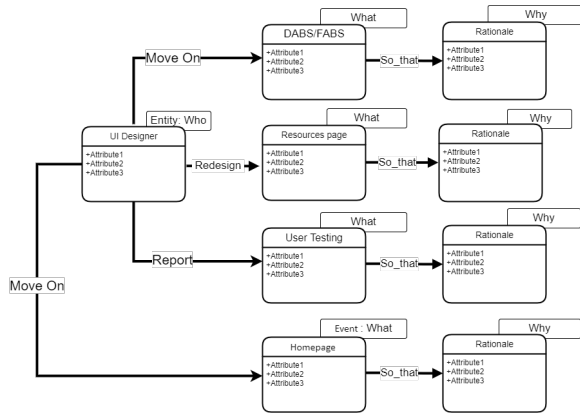 What
Why
DABS/FABS
+Attribute1
+Attribute2
+Attribute3
Rationale
+Attribute1
+Attribute2
+Attribute3
Move On
So_that
Entity: Who
UI Designer
+Attribute1
+Attribute2
+Attribute3
What
Why
Resources page
+Attribute1
+Attribute2
+Attribute3
Rationale
+Attribute1
+Attribute2
+Attribute3
Redesign
So_that
What
Why
User Testing
+Attribute1
+Attribute2
+Attribute3
Rationale
+Attribute1
+Attribute2
+Attribute3
Report
So_that
Move On
Event : What
Why
Homepage
+Attribute1
+Attribute2
+Attribute3
Rationale
+Attribute1
+Attribute2
+Attribute3
So_that